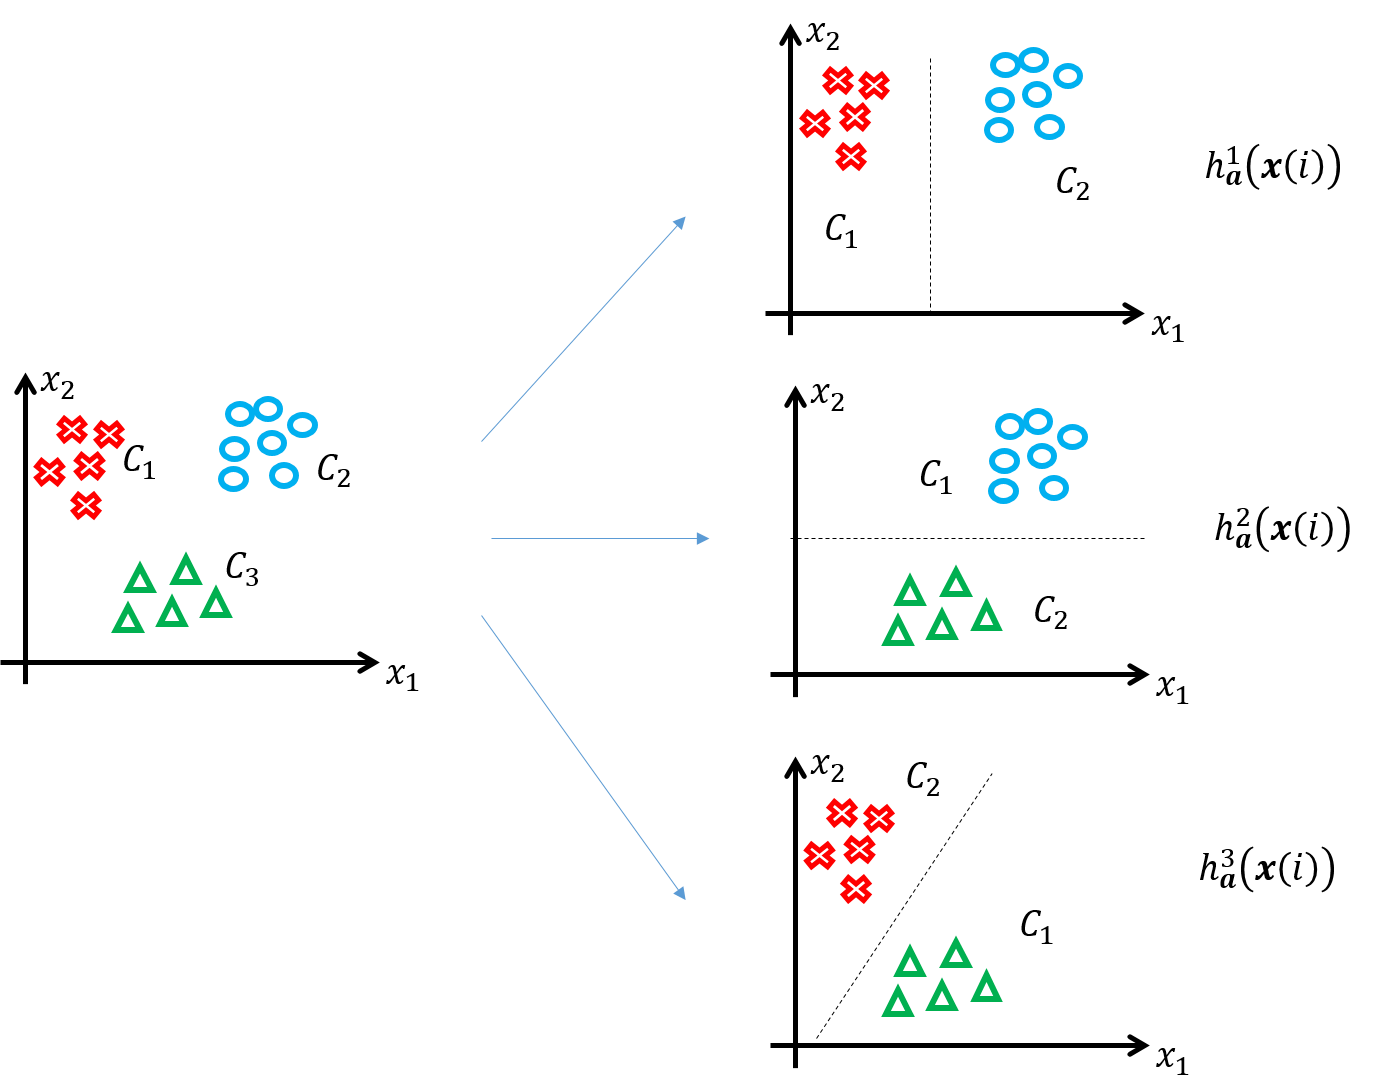 x₂
C₁
C₂
C₃
x₁
x₂
C₁
C₂
x₁
h¹ₐ(x(i))
x₂
C₁
C₂
x₁
h²ₐ(x(i))
x₂
C₂
C₁
x₁
h³ₐ(x(i))